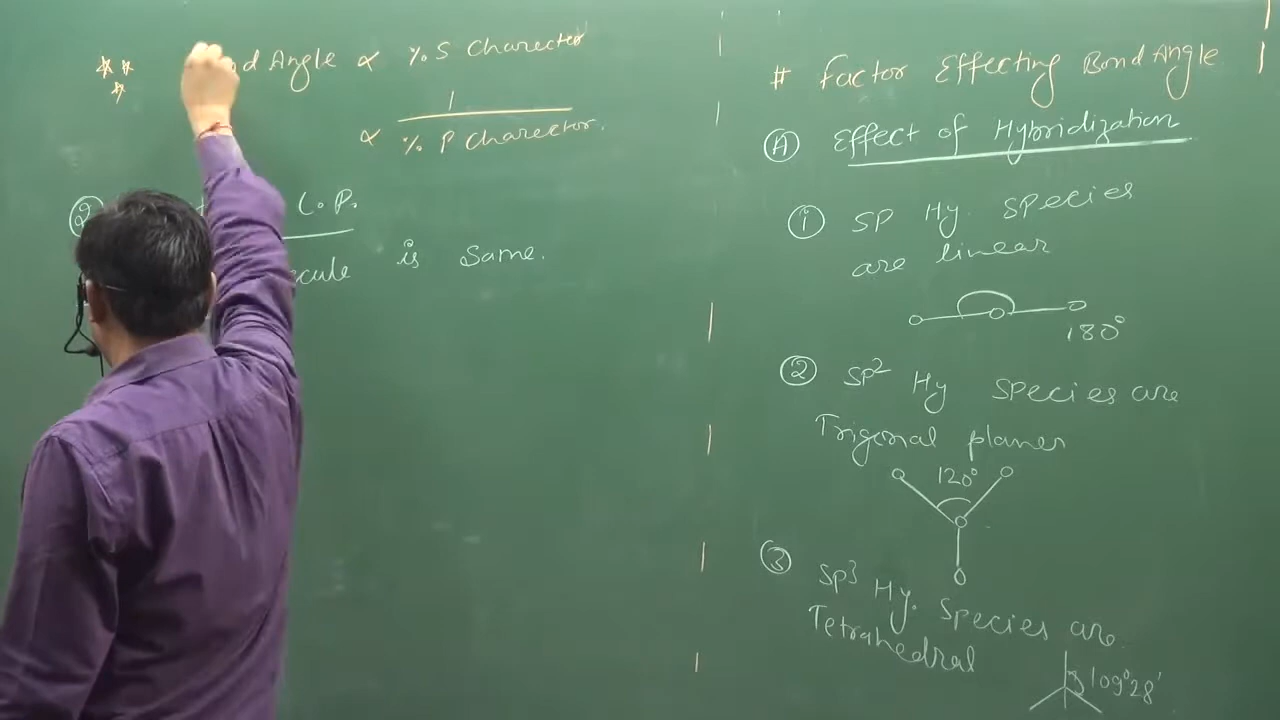 Angle ∝ % S Charecter
∝ 1 / % P Charector.
② L.P.
is same.
# Factor Effecting Bond Angle
Ⓐ Effect of Hybridization
① SP Hy. species
are linear
180°
② SP² Hy species are
Trigonal planer
120°
③ SP³ Hy. Species are
Tetrahedral
109°28'